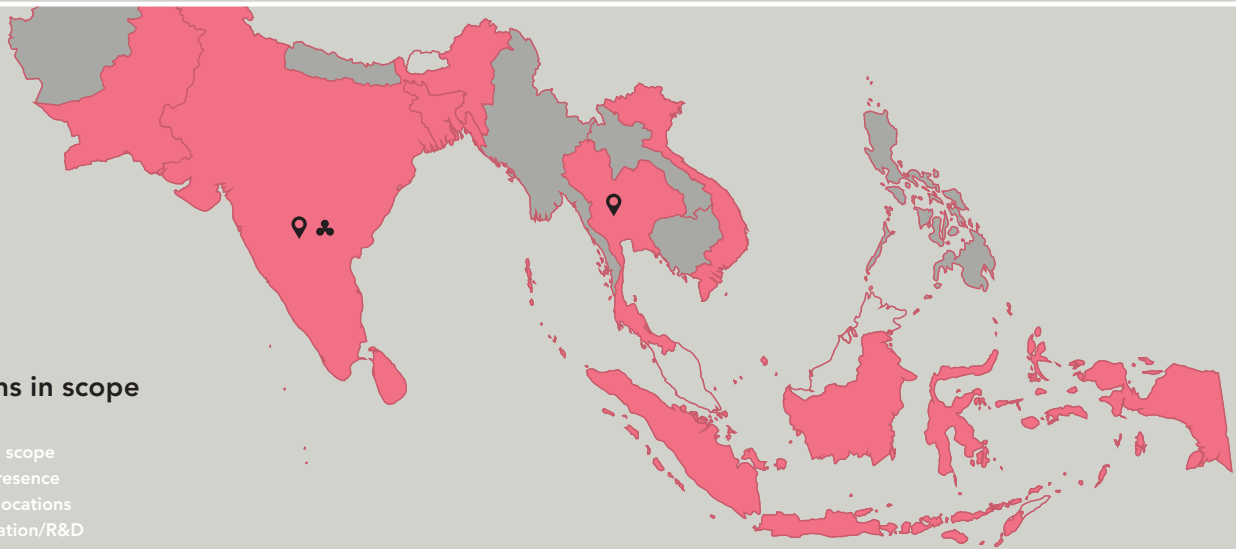 ns in scope
scope
resence
ocations
ation/R&D